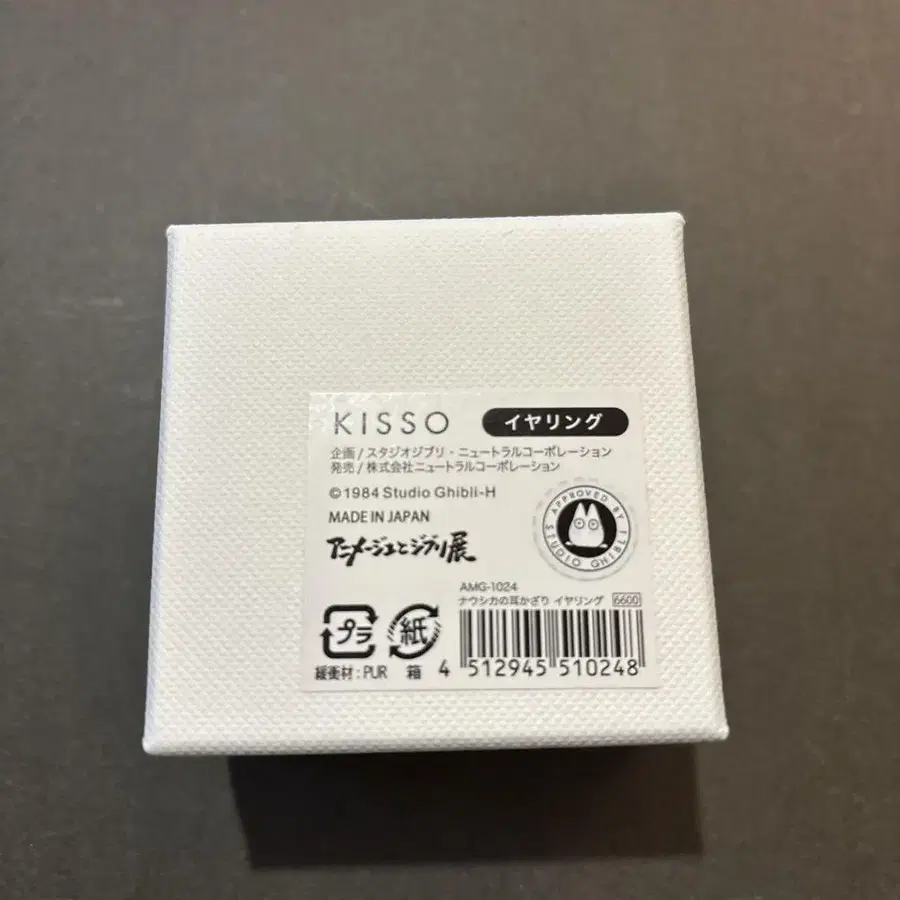 KISSO イヤリング
企画/スタジオジブリ・ニュートラルコーポレーション
発売/株式会社ニュートラルコーポレーション
©1984 Studio Ghibli-H
MADE IN JAPAN
アニメージュとジブリ展
APPROVED BY
STUDIO GHIBLI
AMG-1024
ナウシカの耳かざり イヤリング 6600
プラ 紙
緩衝材:PUR 箱
4 512945 510248